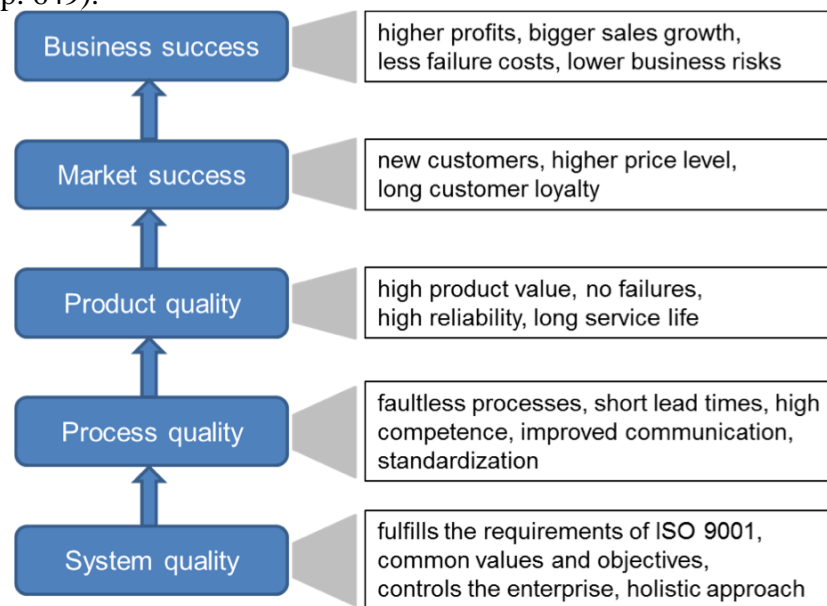 p. 649).
Business success
higher profits, bigger sales growth,
less failure costs, lower business risks
Market success
new customers, higher price level,
long customer loyalty
Product quality
high product value, no failures,
high reliability, long service life
Process quality
faultless processes, short lead times, high
competence, improved communication,
standardization
System quality
fulfills the requirements of ISO 9001,
common values and objectives,
controls the enterprise, holistic approach